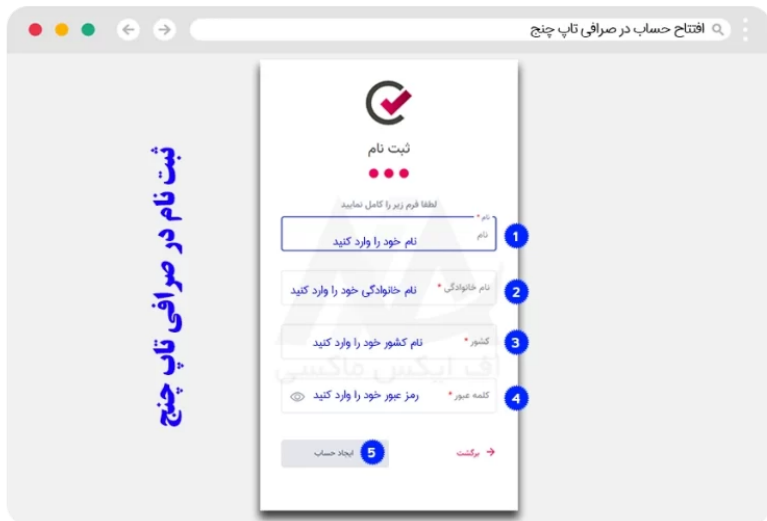 افتتاح حساب در صرافی تاپ چنج
ثبت نام در صرافی تاپ چنج
ثبت نام
لطفا فرم زیر را کامل نمایید
نام *
نام
نام خود را وارد کنید
1
نام خانوادگی *
نام خانوادگی خود را وارد کنید
2
کشور *
نام کشور خود را وارد کنید
3
اف ایکس ماکسی
کلمه عبور *
رمز عبور خود را وارد کنید
4
برگشت
5
ایجاد حساب